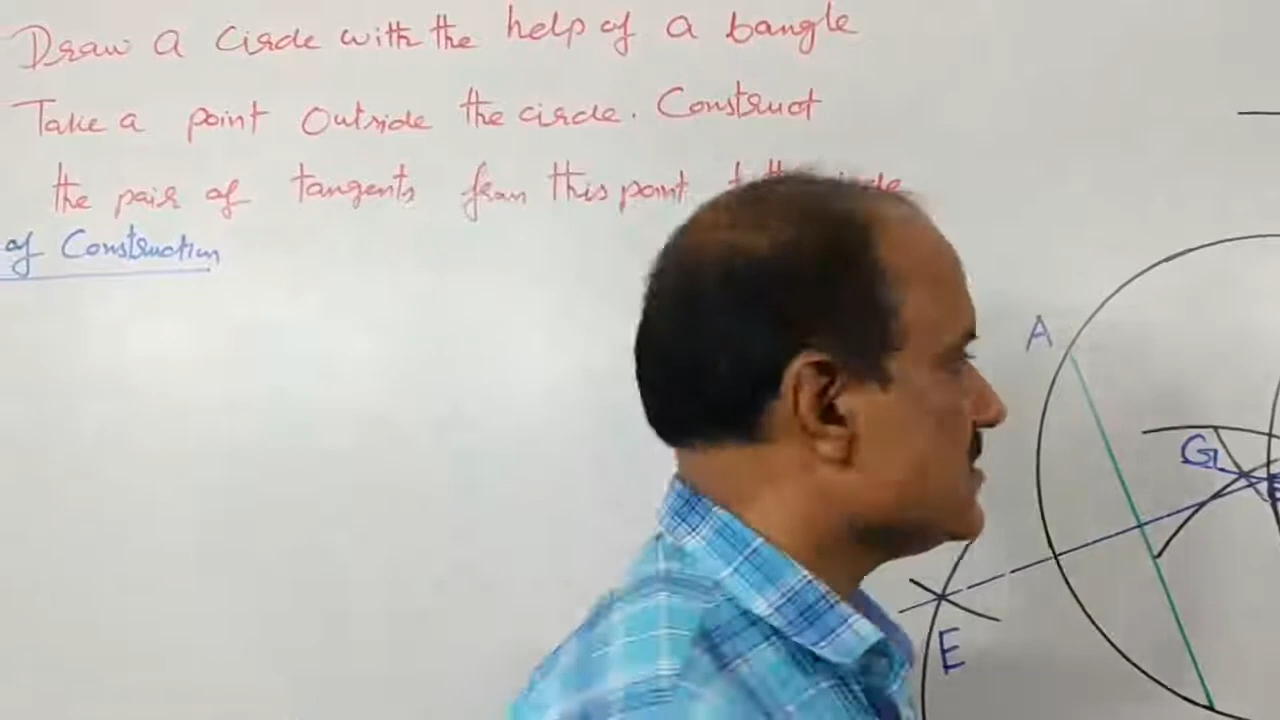 Draw a circle with the help of a bangle
Take a point outside the circle. Construct
the pair of tangents from this point
of Construction
A
G
E